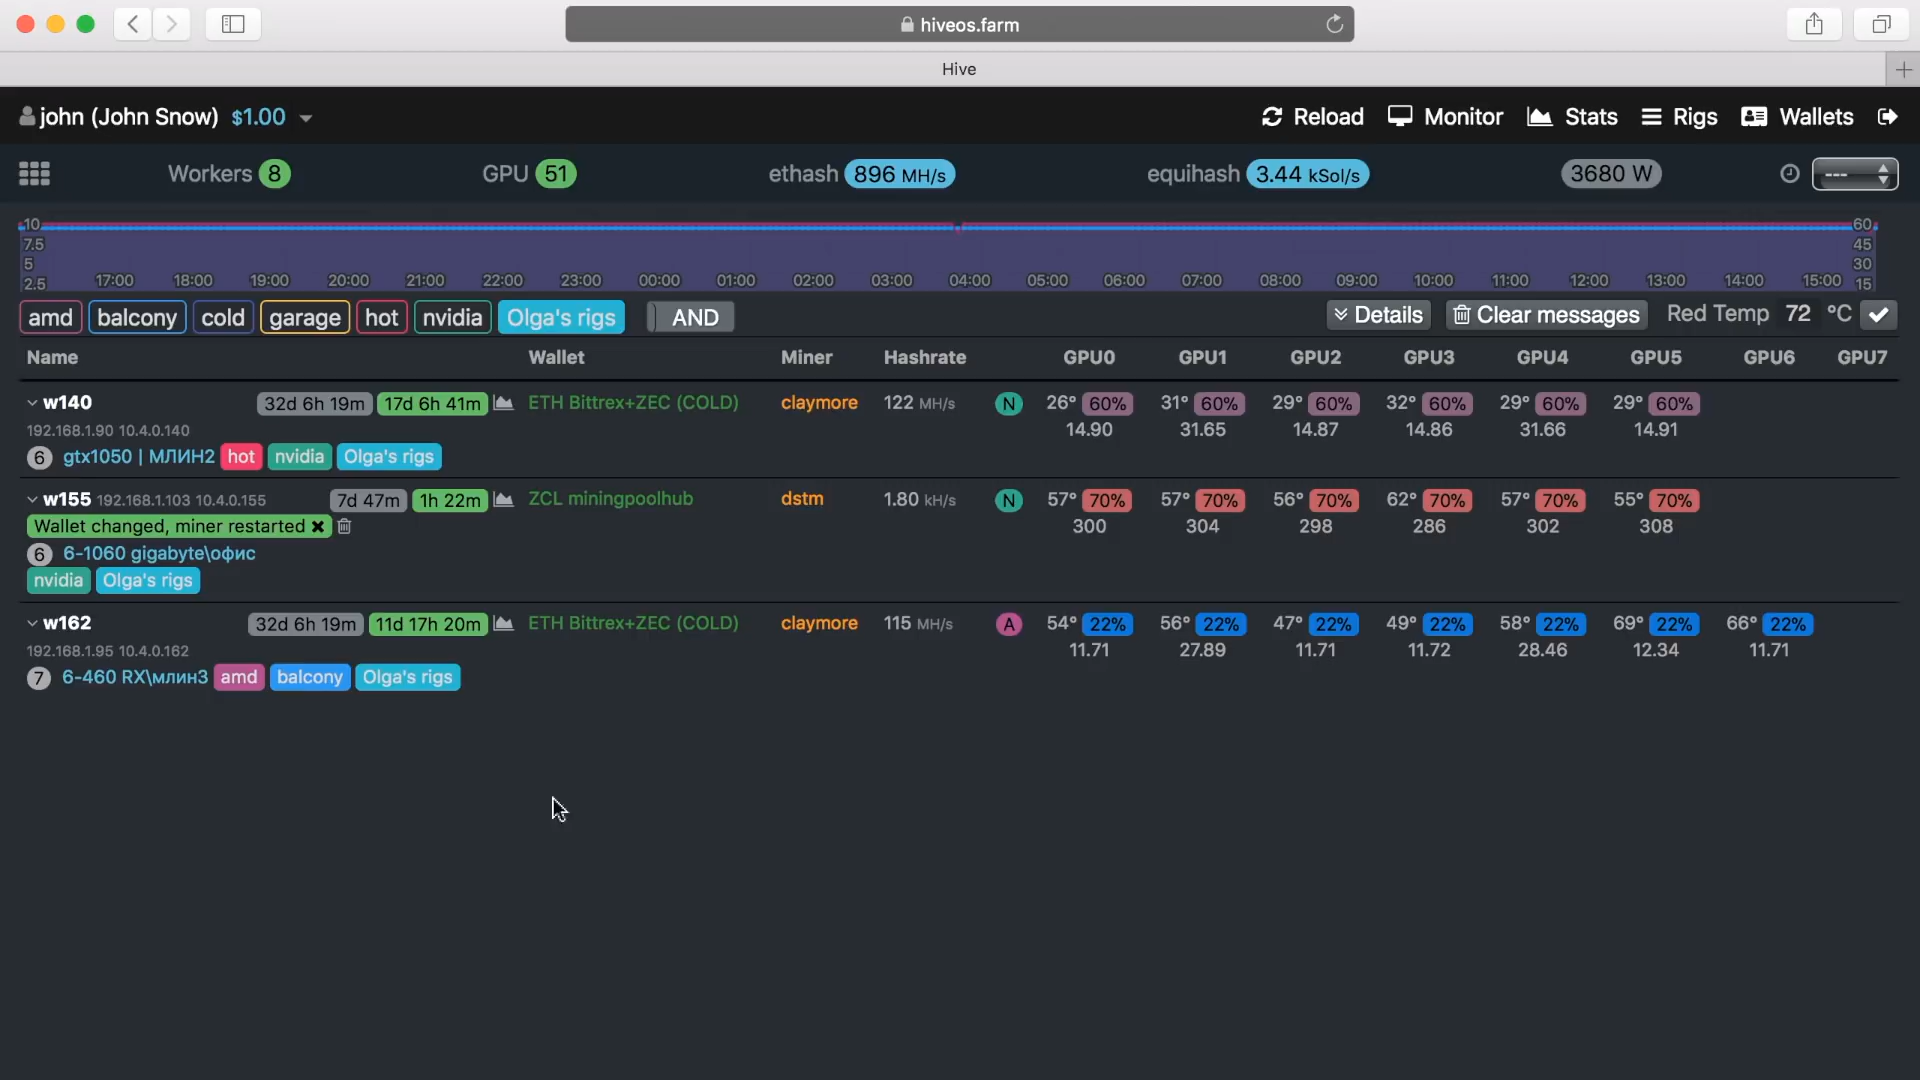 hiveos.farm
Hive
john (John Snow) $1.00 Reload Monitor Stats Rigs Wallets
Workers 8 GPU 51 ethash 896 MH/s equihash 3.44 kSol/s 3680 W ---
10 60
7.5 45
5 30
2.5 17:00 18:00 19:00 20:00 21:00 22:00 23:00 00:00 01:00 02:00 03:00 04:00 05:00 06:00 07:00 08:00 09:00 10:00 11:00 12:00 13:00 14:00 15:00 15
amd balcony cold garage hot nvidia Olga's rigs AND Details Clear messages Red Temp 72 °C
Name Wallet Miner Hashrate GPU0 GPU1 GPU2 GPU3 GPU4 GPU5 GPU6 GPU7
w140 32d 6h 19m 17d 6h 41m ETH Bittrex+ZEC (COLD) claymore 122 MH/s N 26° 60% 31° 60% 29° 60% 32° 60% 29° 60% 29° 60%
192.168.1.90 10.4.0.140 14.90 31.65 14.87 14.86 31.66 14.91
6 gtx1050 | МЛИН2 hot nvidia Olga's rigs
w155 192.168.1.103 10.4.0.155 7d 47m 1h 22m ZCL miningpoolhub dstm 1.80 kH/s N 57° 70% 57° 70% 56° 70% 62° 70% 57° 70% 55° 70%
Wallet changed, miner restarted 300 304 298 286 302 308
6 6-1060 gigabyte\офис
nvidia Olga's rigs
w162 32d 6h 19m 11d 17h 20m ETH Bittrex+ZEC (COLD) claymore 115 MH/s A 54° 22% 56° 22% 47° 22% 49° 22% 58° 22% 69° 22% 66° 22%
192.168.1.95 10.4.0.162 11.71 27.89 11.71 11.72 28.46 12.34 11.71
7 6-460 RX\млин3 amd balcony Olga's rigs